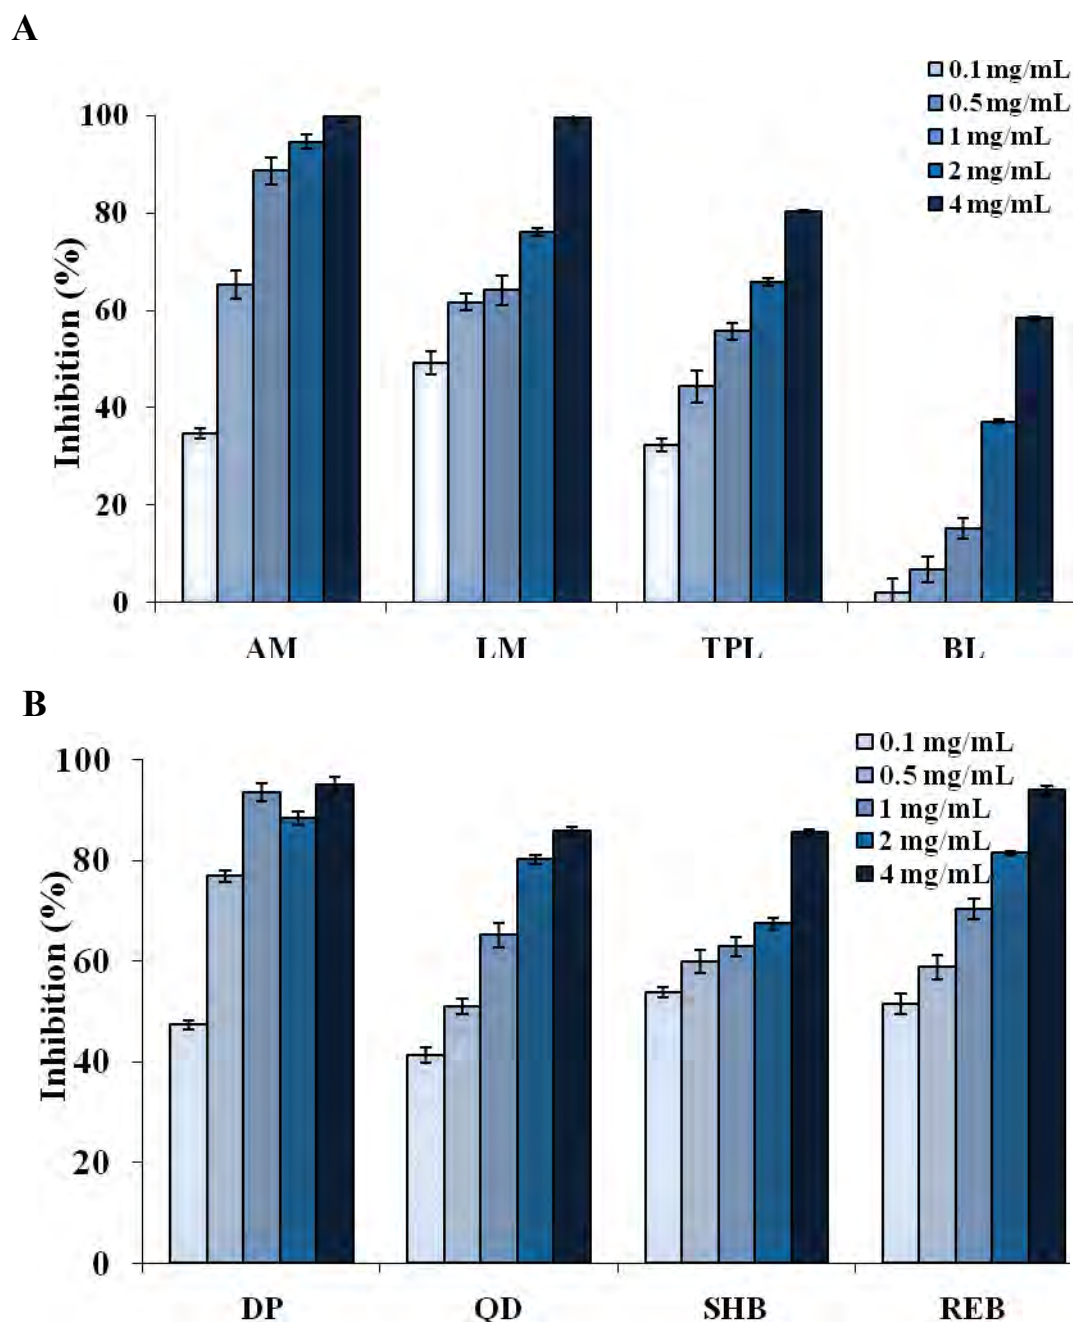 A
0.1 mg/mL
0.5 mg/mL
1 mg/mL
2 mg/mL
4 mg/mL
Inhibition (%)
100
80
60
40
20
0
AM LM TPL BL
B
0.1 mg/mL
0.5 mg/mL
1 mg/mL
2 mg/mL
4 mg/mL
Inhibition (%)
100
80
60
40
20
0
DP QD SHB REB